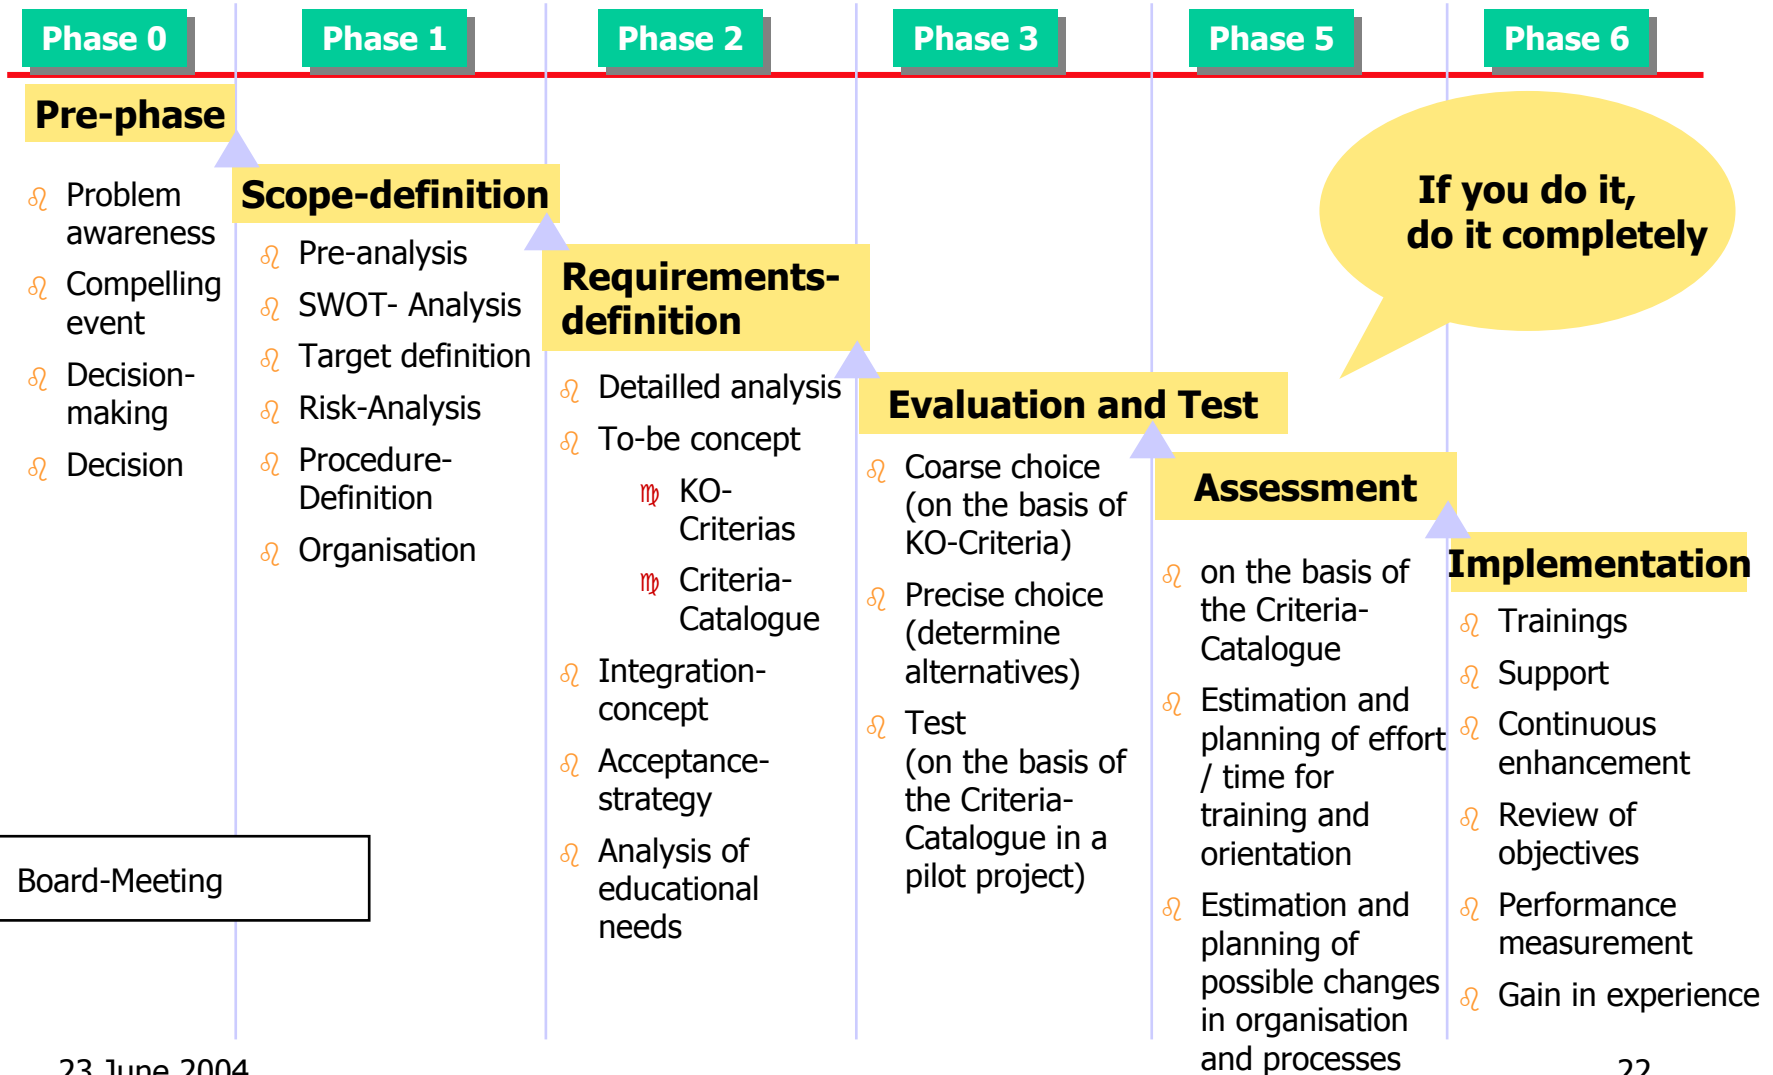 Phase 0
Phase 1
Phase 2
Phase 3
Phase 5
Phase 6
Pre-phase
Problem
awareness
Compelling
event
Decision-
making
Decision
Scope-definition
Pre-analysis
SWOT- Analysis
Target definition
Risk-Analysis
Procedure-
Definition
Organisation
Requirements-
definition
Detailled analysis
To-be concept
KO-
Criterias
Criteria-
Catalogue
Integration-
concept
Acceptance-
strategy
Analysis of
educational
needs
Evaluation and Test
Coarse choice
(on the basis of
KO-Criteria)
Precise choice
(determine
alternatives)
Test
(on the basis of
the Criteria-
Catalogue in a
pilot project)
Assessment
on the basis of
the Criteria-
Catalogue
Estimation and
planning of effort
/ time for
training and
orientation
Estimation and
planning of
possible changes
in organisation
and processes
If you do it,
do it completely
Implementation
Trainings
Support
Continuous
enhancement
Review of
objectives
Performance
measurement
Gain in experience
Board-Meeting
23 June 2004
22